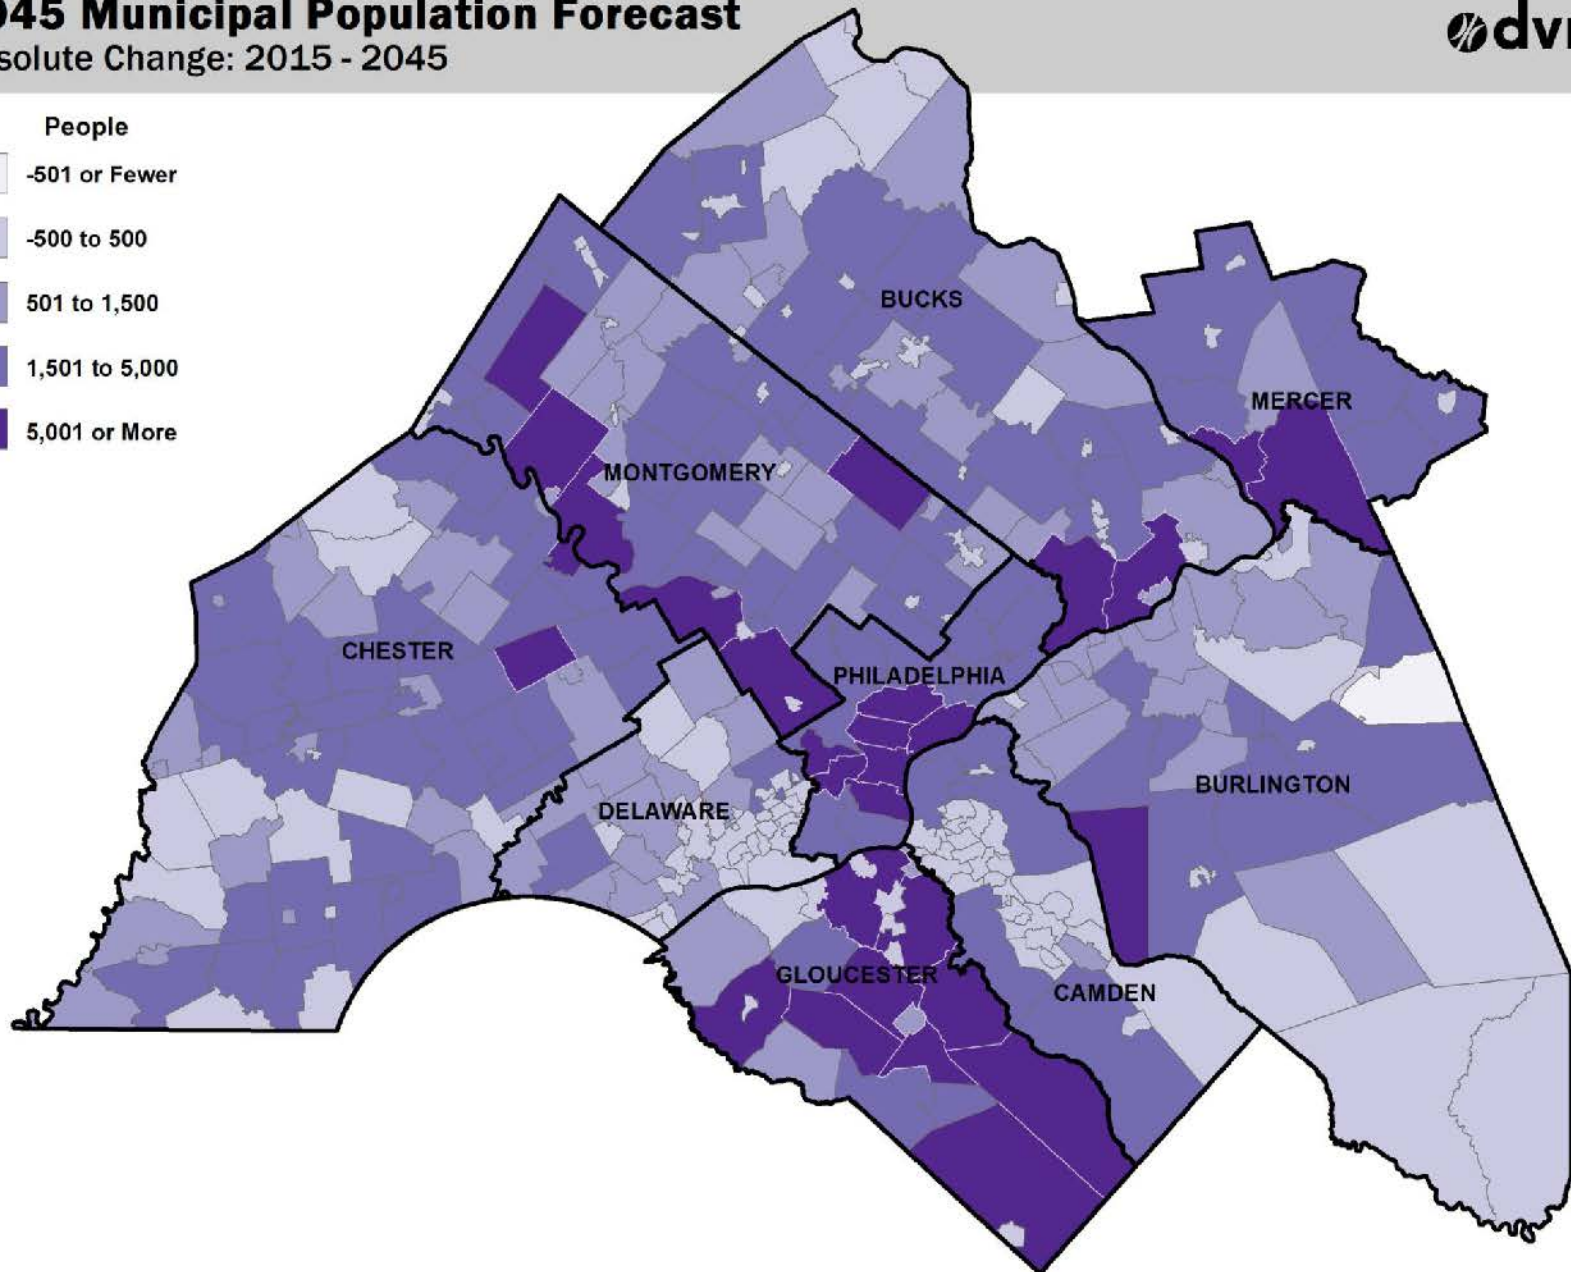 045 Municipal Population Forecast
solute Change: 2015 - 2045
dv
People
-501 or Fewer
-500 to 500
501 to 1,500
1,501 to 5,000
5,001 or More
BUCKS
MERCER
MONTGOMERY
CHESTER
PHILADELPHIA
BURLINGTON
DELAWARE
GLOUCESTER
CAMDEN